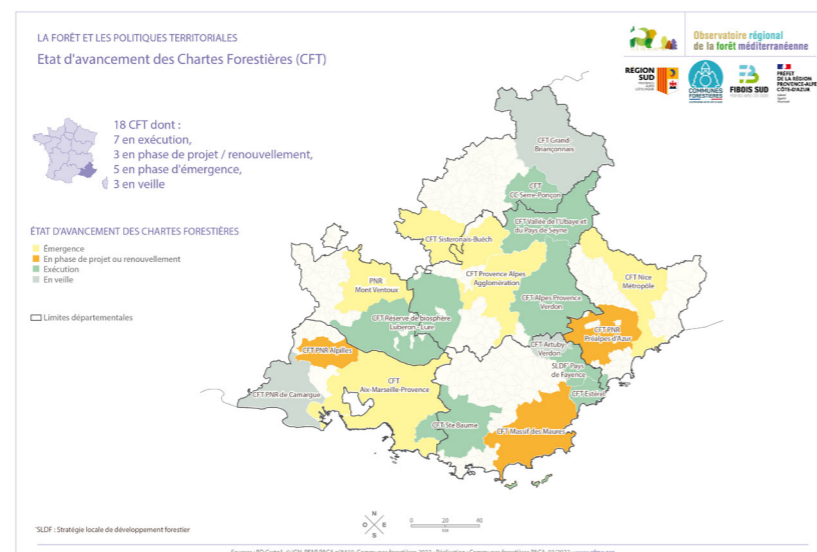 LA FORÊT ET LES POLITIQUES TERRITORIALES
Etat d'avancement des Chartes Forestières (CFT)
Observatoire régional
de la forêt méditerranéenne
RÉGION
SUD
COMMUNES
FORESTIÈRES
FIBOIS SUD
PRÉFET
DE LA RÉGION
PROVENCE-ALPES
CÔTE-D'AZUR
18 CFT dont :
7 en exécution,
3 en phase de projet / renouvellement,
5 en phase d'émergence,
3 en veille
ÉTAT D'AVANCEMENT DES CHARTES FORESTIÈRES
Émergence
En phase de projet ou renouvellement
Exécution
En veille
Limites départementales
CFT Grand
Briançonnais
CFT
CC Serre-Ponçon
CFT Vallée de l'Ubaye et
du Pays de Seyne
CFT Sisteronais-Buëch
PNR
Mont Ventoux
CFT Provence Alpes
Agglomération
CFT Nice
Métropole
CFT Alpes Provence
Verdon
CFT Réserve de biosphère
Luberon - Lure
CFT PNR
Préalpes d'Azur
CFT PNR Alpilles
CFT Artuby
Verdon
SLDF* Pays
de Fayence
CFT PNR de Camargue
CFT
Aix-Marseille-Provence
CFT Estérel
CFT Ste Baume
CFT Massif des Maures
N
O E
S
0 20 40
km
*SLDF : Stratégie locale de développement forestier